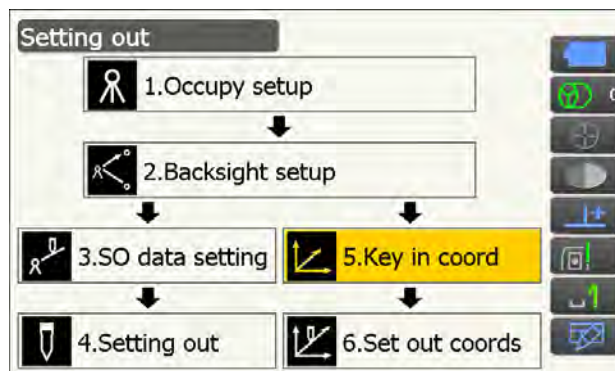 Setting out
1.Occupy setup
2.Backsight setup
3.SO data setting
5.Key in coord
4.Setting out
6.Set out coords